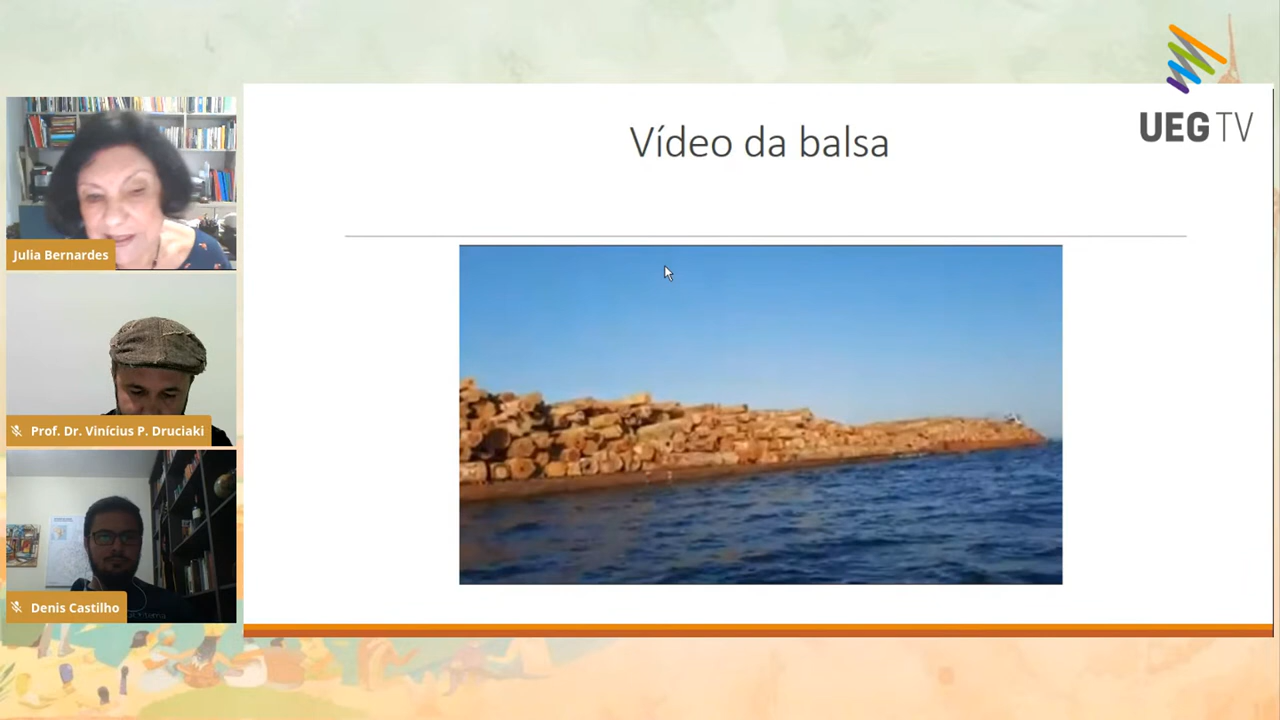 UEG TV
Vídeo da balsa
Julia Bernardes
Prof. Dr. Vinícius P. Druciaki
Denis Castilho